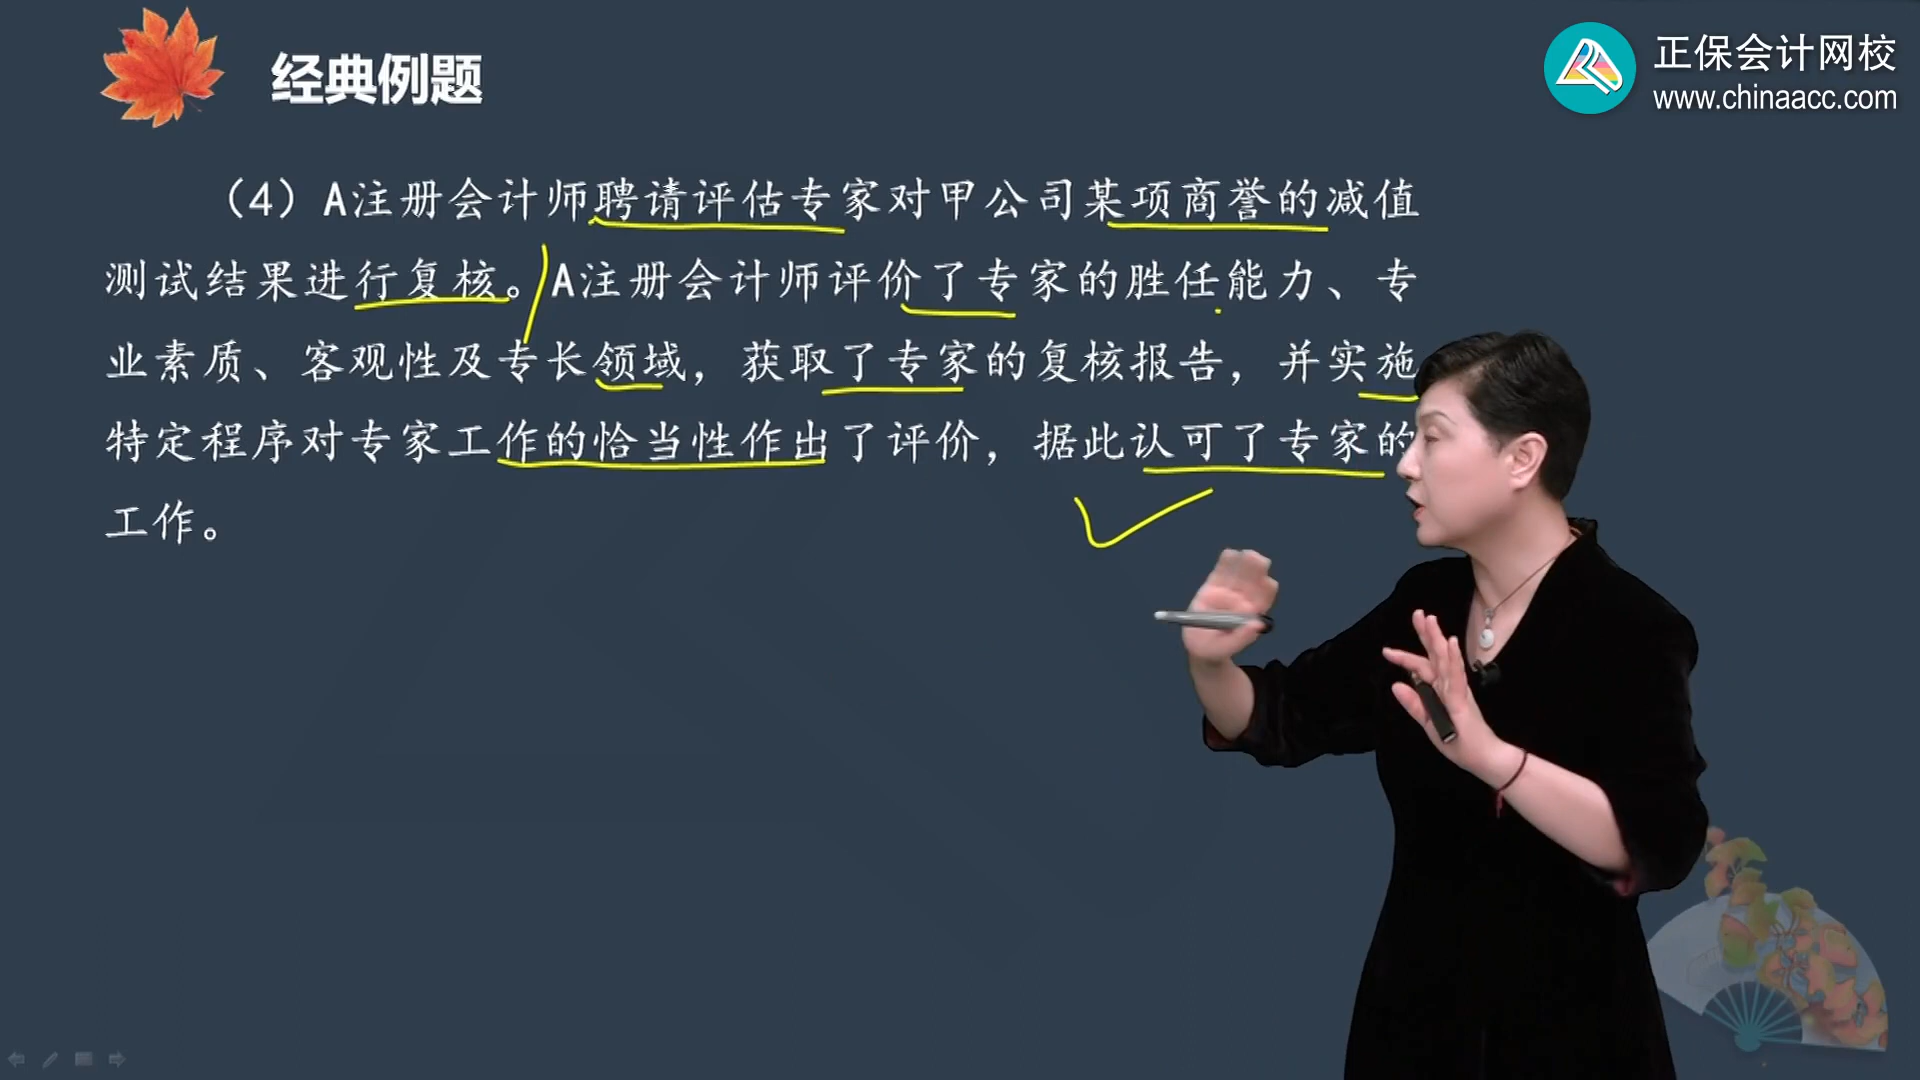 经典例题
正保会计网校
www.chinaacc.com
（4）A注册会计师聘请评估专家对甲公司某项商誉的减值
测试结果进行复核。A注册会计师评价了专家的胜任能力、专
业素质、客观性及专长领域，获取了专家的复核报告，并实施
特定程序对专家工作的恰当性作出了评价，据此认可了专家的
工作。